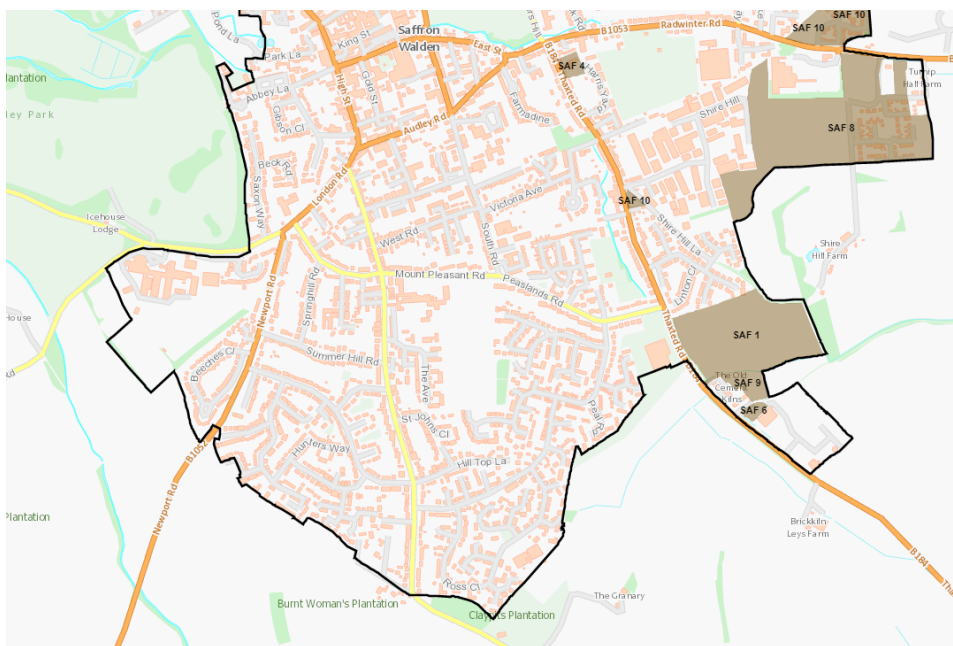 Pond La
Park La
King St
Saffron
Walden
East St
B1053
Radwinter Rd
SAF 10
SAF 10
Plantation
Abbey La
High St
Gold St
SAF 4
B184
Thaxted Rd
Harris Yard
Turnip
Hall Farm
ley Park
Gibson Cl
Audley Rd
Farmadine
Shire Hill
SAF 8
Beck Rd
London Rd
Saxon Way
Victoria Ave
SAF 10
Icehouse
Lodge
West Rd
South Rd
Shire Hill La
Shire
Hill Farm
Mount Pleasant Rd
Peaslands Rd
Linton Cl
House
Newport Rd
Springhill Rd
Thaxted Rd
SAF 1
Rd
Beeches Cl
Summer Hill Rd
The Ave
The Old
Cement
Kilns
SAF 9
SAF 6
St Johns Cl
Peal Rd
Hunters Way
B1052
Hill Top La
Newport Rd
Plantation
Brickkiln
Leys Farm
B184
Ross Cl
Burnt Woman's Plantation
The Granary
Claypits Plantation